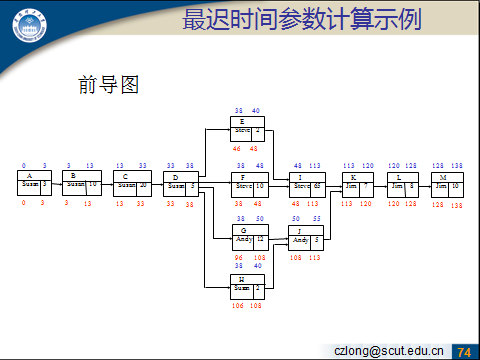 最迟时间参数计算示例
前导图
38 40
E
Steve 2
46 48
0 3 3 13 13 33 33 38 38 48 48 113 113 120 120 128 128 138
A B C D F I K L M
Susan 3 Susan 10 Susan 20 Susan 5 Steve 10 Steve 65 Jim 7 Jim 8 Jim 10
0 3 3 13 13 33 33 38 38 48 48 113 113 120 120 128 128 138
38 50 50 55
G J
Andy 12 Andy 5
96 108 108 113
38 40
H
Susan 2
106 108
czlong@scut.edu.cn 74